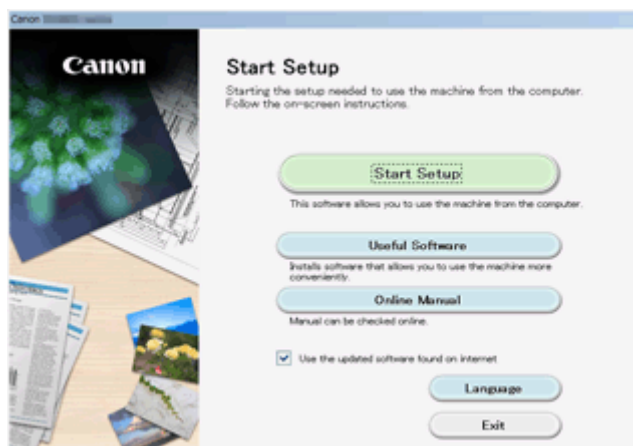 Canon
Canon
Start Setup
Starting the setup needed to use the machine from the computer.
Follow the on-screen instructions.
Start Setup
This software allows you to use the machine from the computer.
Useful Software
Installs software that allows you to use the machine more
conveniently.
Online Manual
Manual can be checked online.
Use the updated software found on internet
Language
Exit